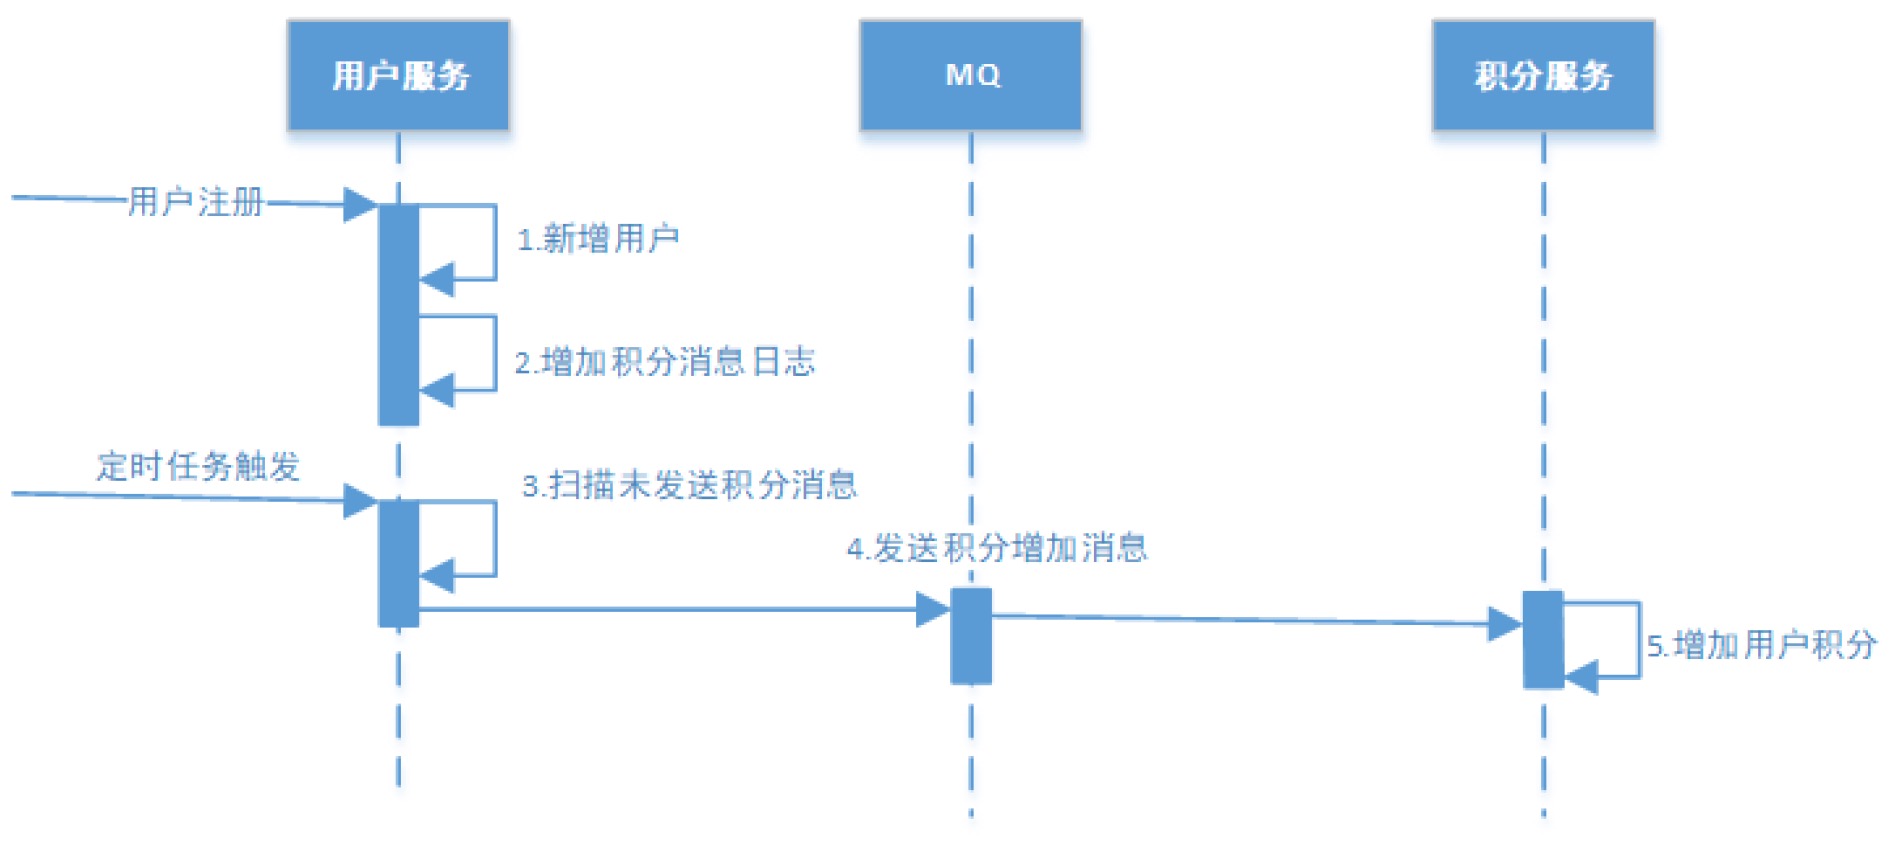 用户服务
MQ
积分服务
用户注册
1.新增用户
2.增加积分消息日志
定时任务触发
3.扫描未发送积分消息
4.发送积分增加消息
5.增加用户积分